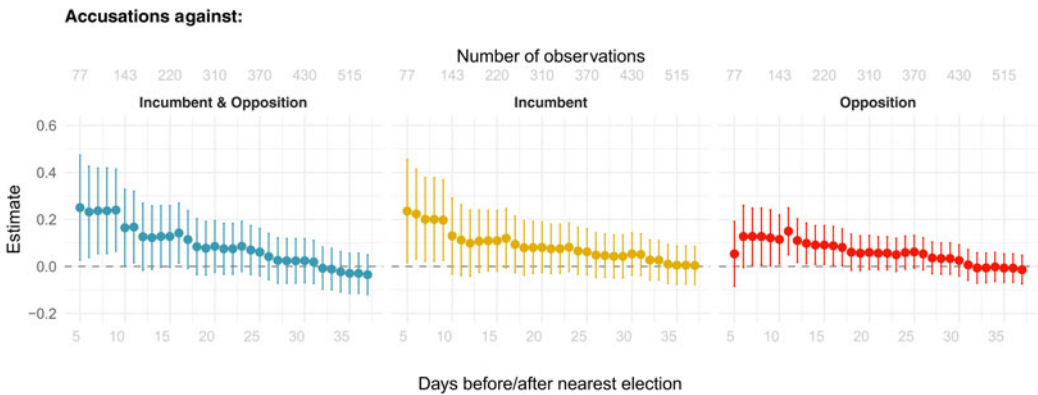 Accusations against:
Number of observations
77 143 220 310 370 430 515
77 143 220 310 370 430 515
77 143 220 310 370 430 515
Incumbent & Opposition
Incumbent
Opposition
Estimate
0.6
0.4
0.2
0.0
−0.2
5 10 15 20 25 30 35
5 10 15 20 25 30 35
5 10 15 20 25 30 35
Days before/after nearest election